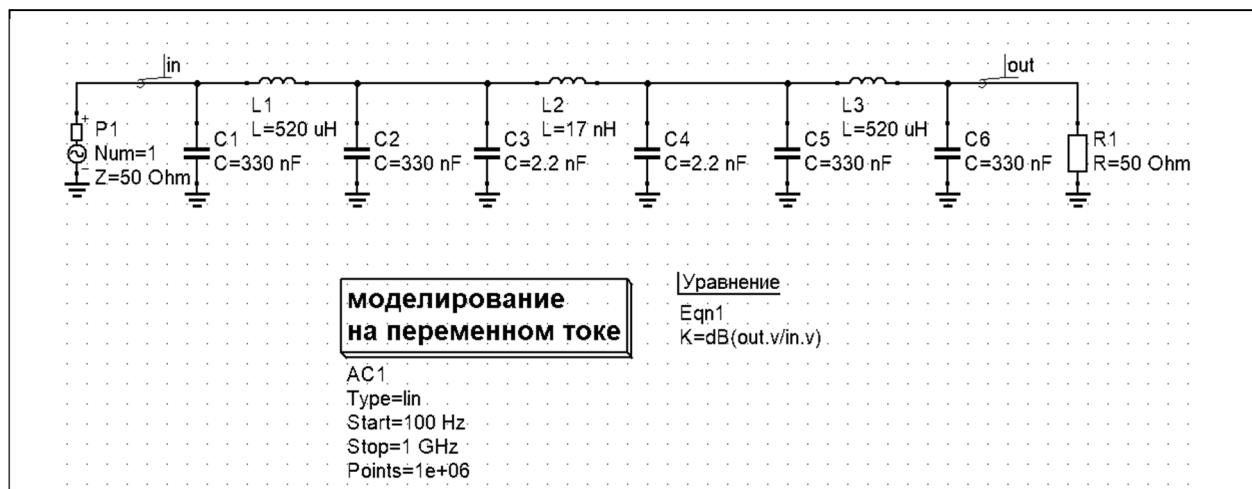 in
out
P1
Num=1
Z=50 Ohm
C1
C=330 nF
L1
L=520 uH
C2
C=330 nF
C3
C=2.2 nF
L2
L=17 nH
C4
C=2.2 nF
C5
C=330 nF
L3
L=520 uH
C6
C=330 nF
R1
R=50 Ohm
моделирование
на переменном токе
AC1
Type=lin
Start=100 Hz
Stop=1 GHz
Points=1e+06
Уравнение
Eqn1
K=dB(out.v/in.v)